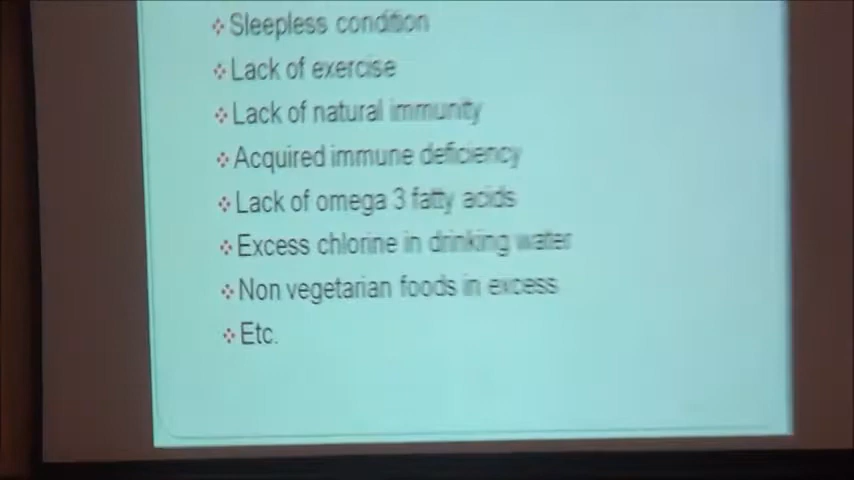 Sleepless condition
Lack of exercise
Lack of natural immunity
Acquired immune deficiency
Lack of omega 3 fatty acids
Excess chlorine in drinking water
Non vegetarian foods in excess
Etc.